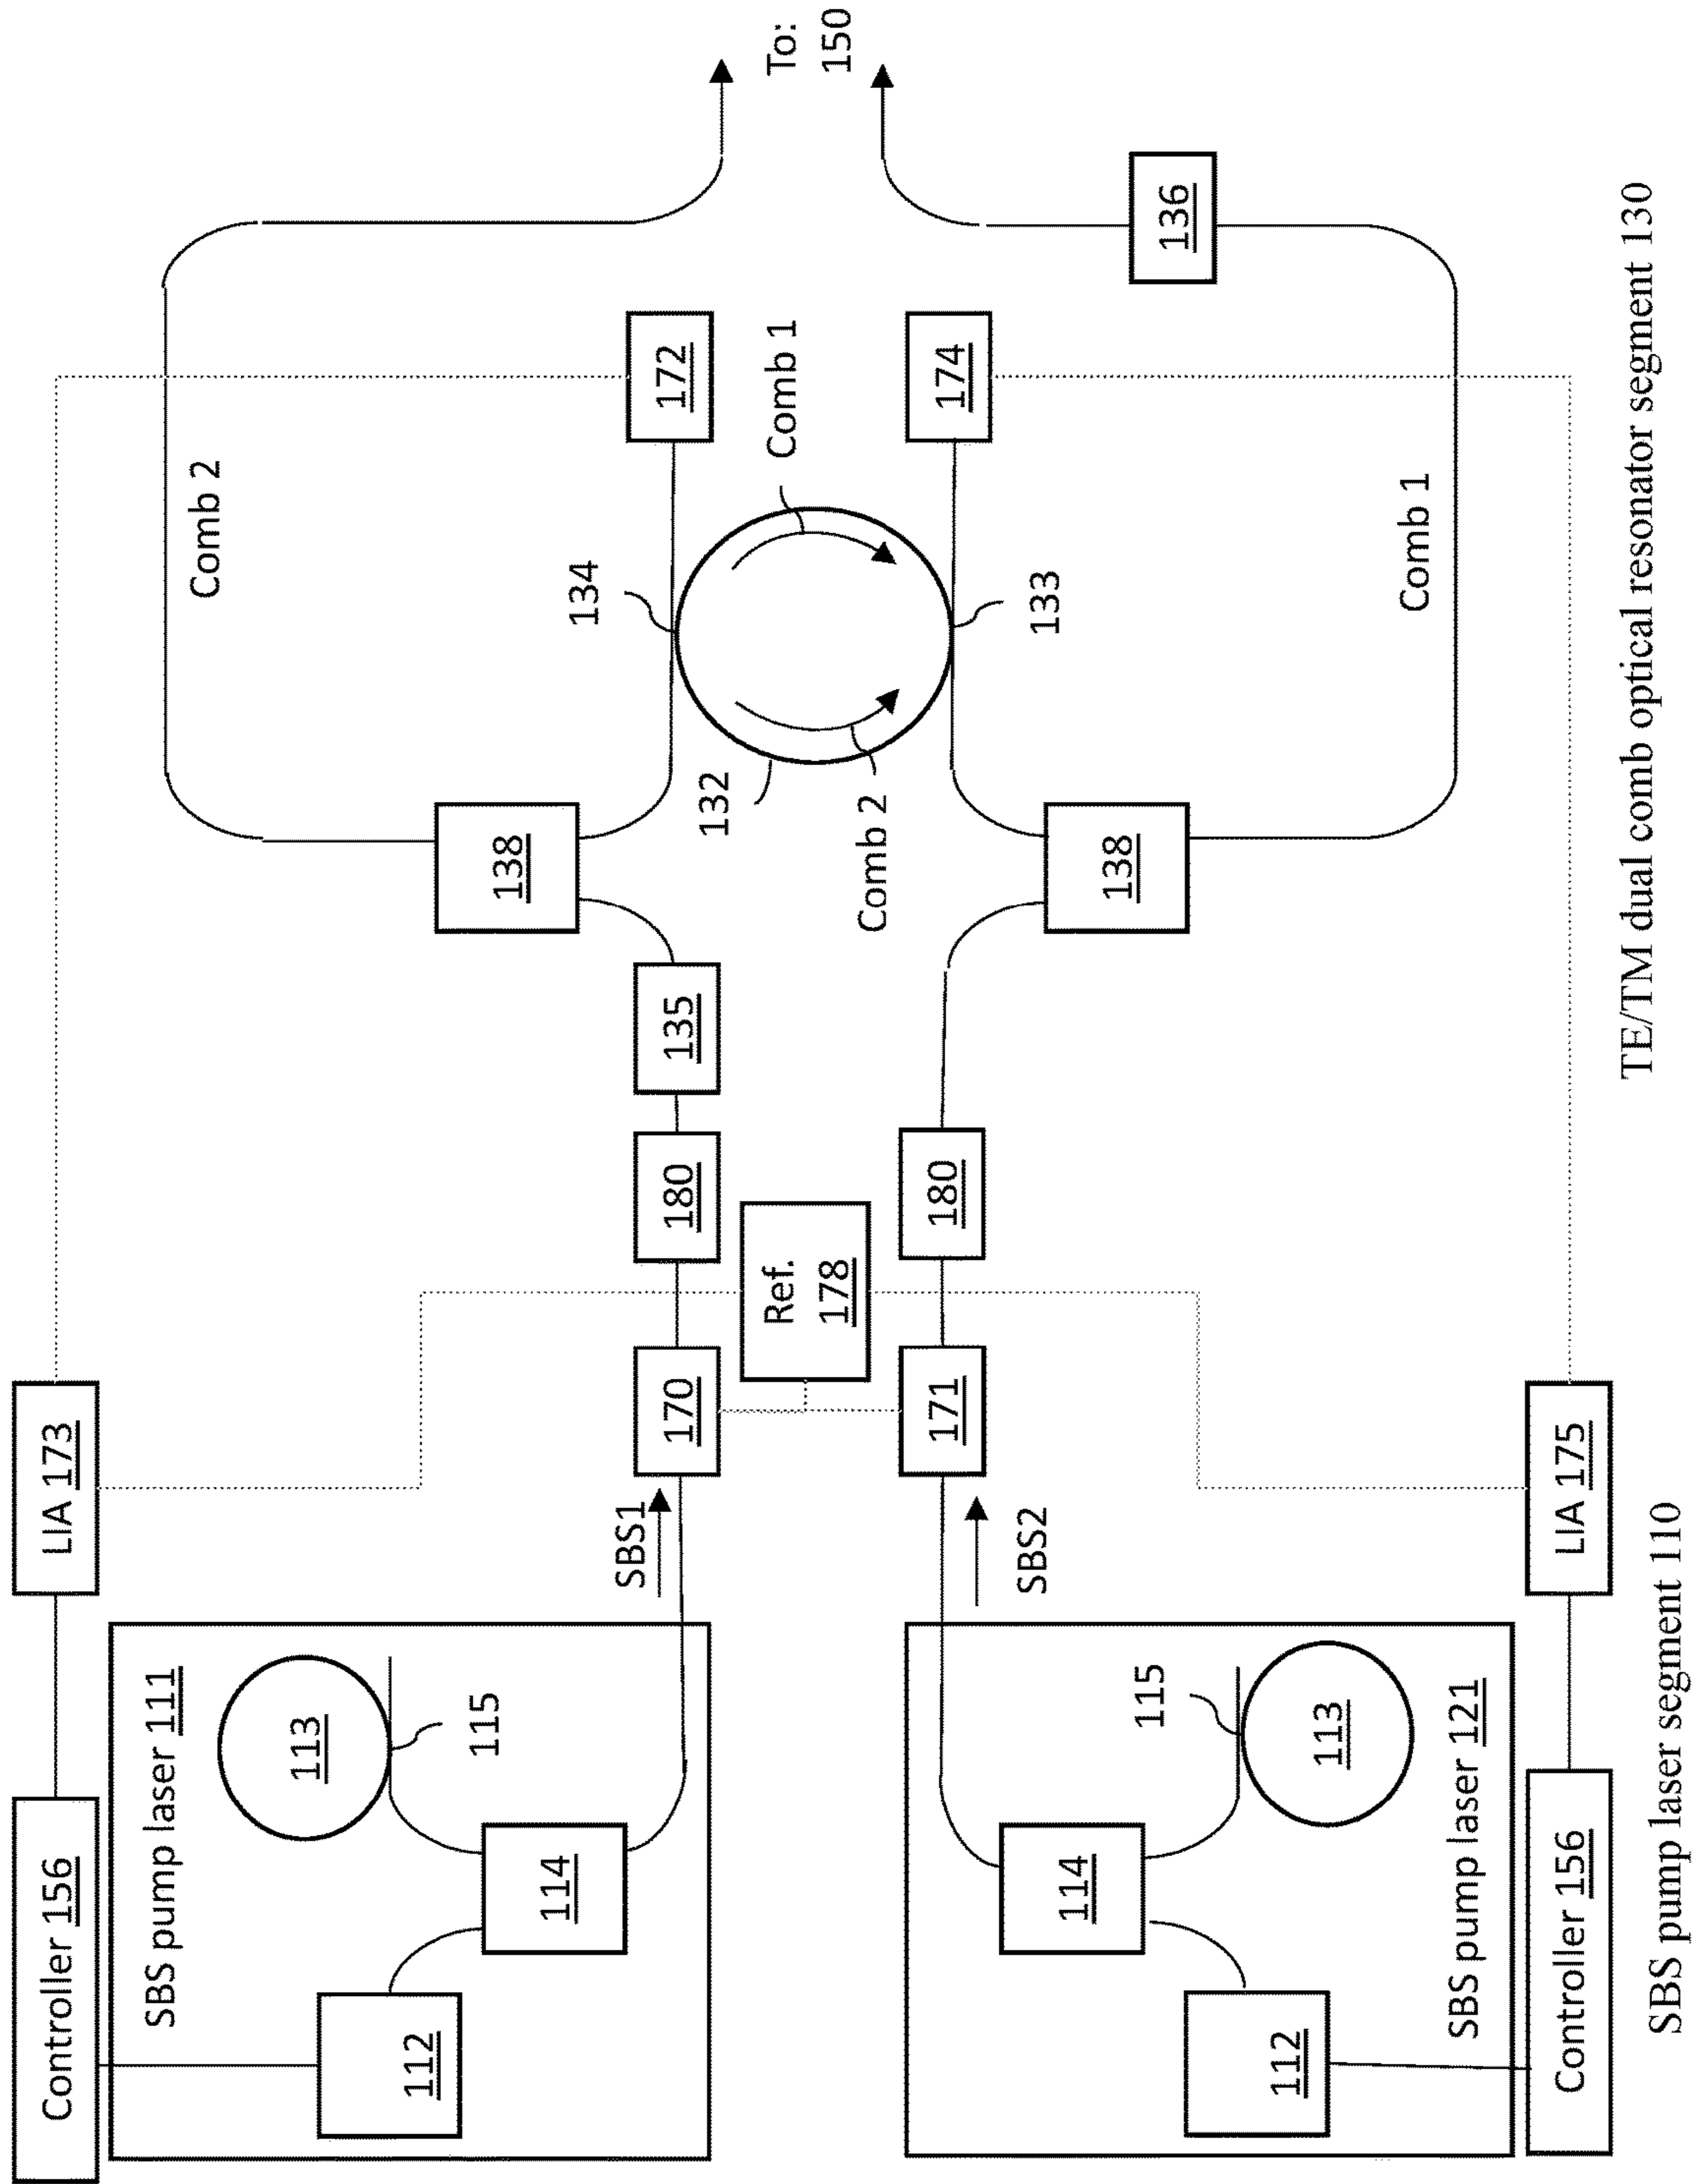 Controller 156
LIA 173
SBS pump laser 111
112
113
114
115
SBS1
170
180
135
138
Comb 2
134
172
132
Comb 2
Comb 1
133
174
Ref.
178
To:
150
SBS2
171
180
138
Comb 1
136
SBS pump laser 121
112
113
114
115
Controller 156
LIA 175
SBS pump laser segment 110
TE/TM dual comb optical resonator segment 130